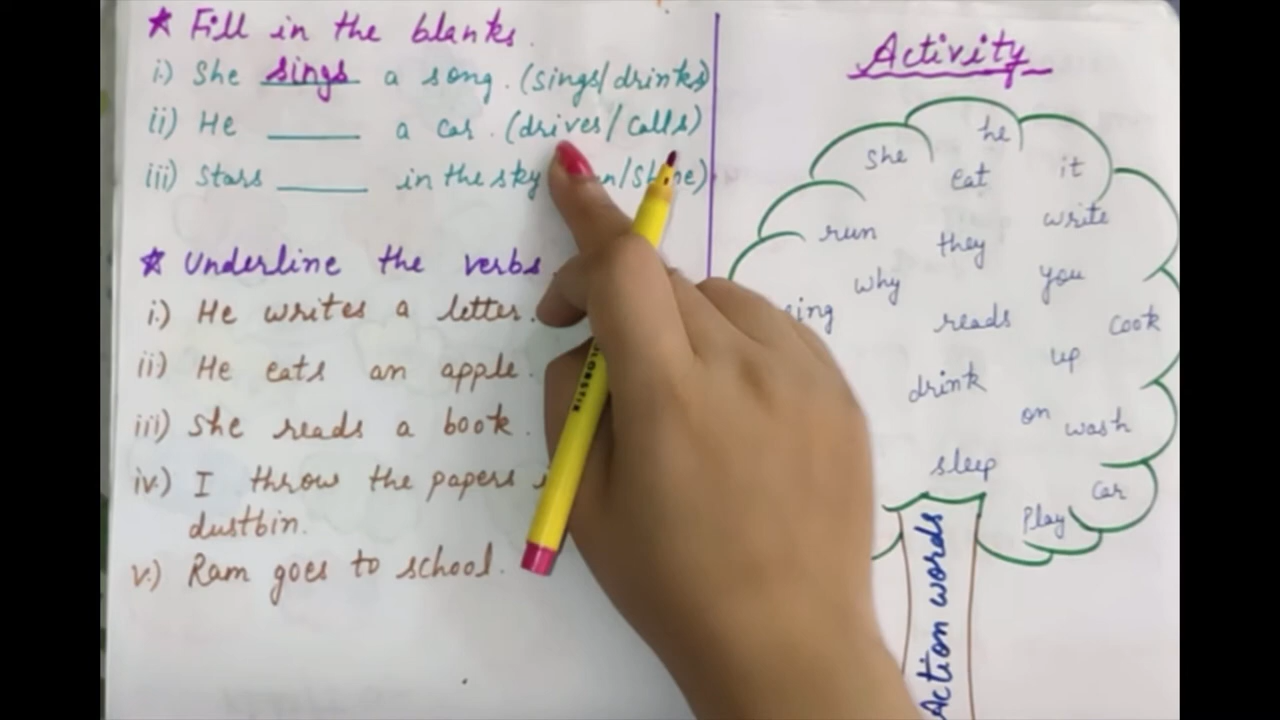 ★ Fill in the blanks.
i.) She sings a song. (sings/drinks)
ii) He ____ a car. (drives/calls)
iii) Stars ____ in the sky
★ Underline the verbs
i.) He writes a letter.
ii) He eats an apple.
iii) She reads a book.
iv.) I throw the papers
dustbin.
v.) Ram goes to school.
Activity
she he it
eat
run they write
why you
reads cook
drink up
on wash
sleep
car
Play
Action words